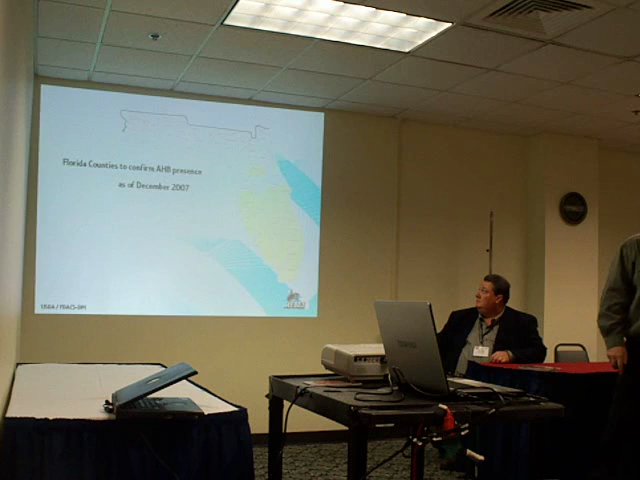 Florida Counties to confirm AHB presence
as of December 2007
USDA / FDACS-DPI